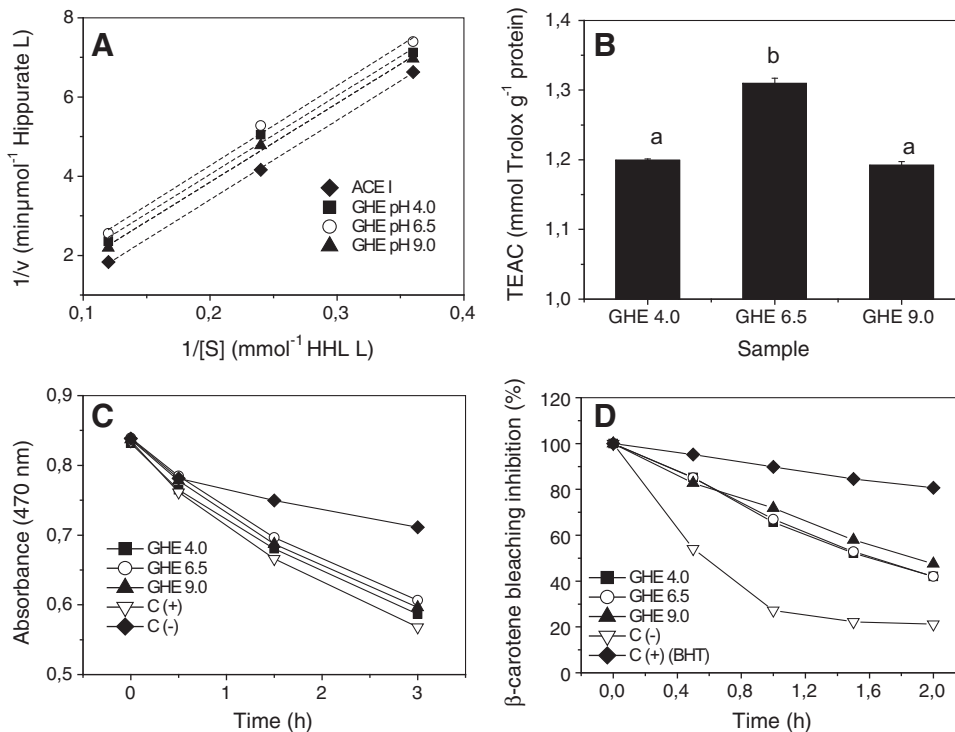 A
8
6
4
2
0,1
0,2
0,3
0,4
1/v (minµmol⁻¹ Hippurate L)
1/[S] (mmol⁻¹ HHL L)
ACE I
GHE pH 4.0
GHE pH 6.5
GHE pH 9.0
B
1,4
1,3
1,2
1,1
1,0
a
b
a
TEAC (mmol Trolox g⁻¹ protein)
GHE 4.0
GHE 6.5
GHE 9.0
Sample
C
0,9
0,8
0,7
0,6
0,5
0
1
2
3
Absorbance (470 nm)
Time (h)
GHE 4.0
GHE 6.5
GHE 9.0
C (+)
C (-)
D
120
100
80
60
40
20
0
0,0
0,4
0,8
1,2
1,6
2,0
β-carotene bleaching inhibition (%)
Time (h)
GHE 4.0
GHE 6.5
GHE 9.0
C (-)
C (+) (BHT)